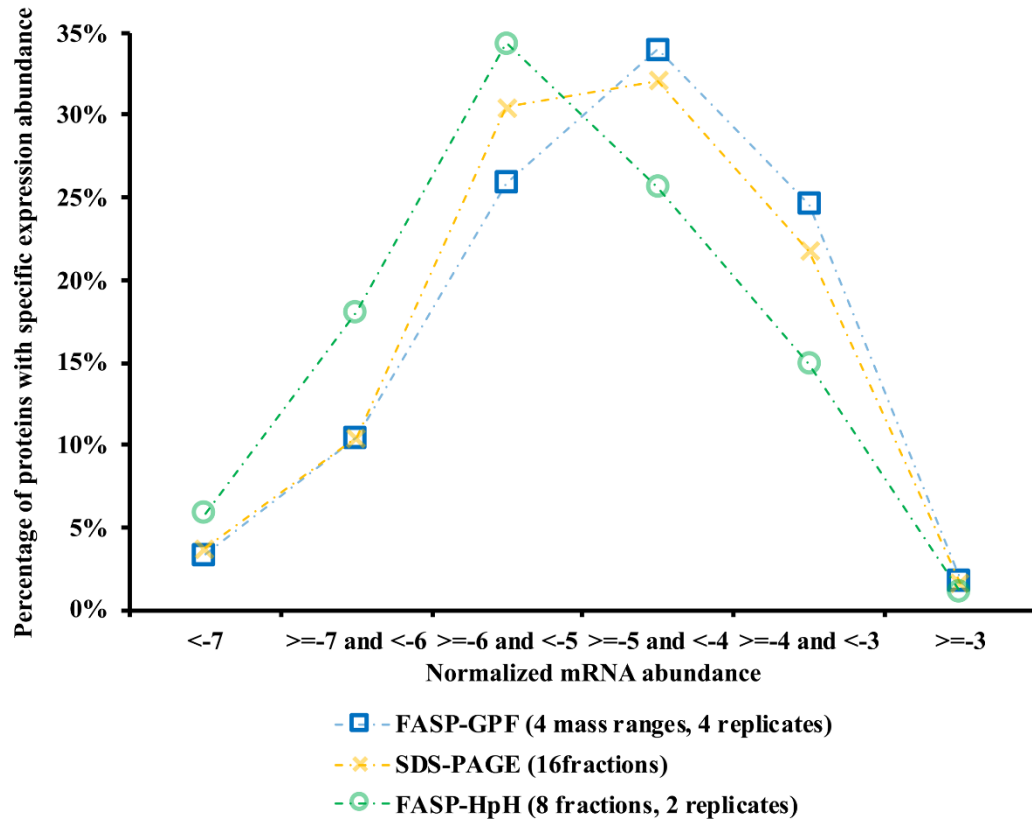 Percentage of proteins with specific expression abundance
35%
30%
25%
20%
15%
10%
5%
0%
<-7 >=-7 and <-6 >=-6 and <-5 >=-5 and <-4 >=-4 and <-3 >=-3
Normalized mRNA abundance
FASP-GPF (4 mass ranges, 4 replicates)
SDS-PAGE (16fractions)
FASP-HpH (8 fractions, 2 replicates)